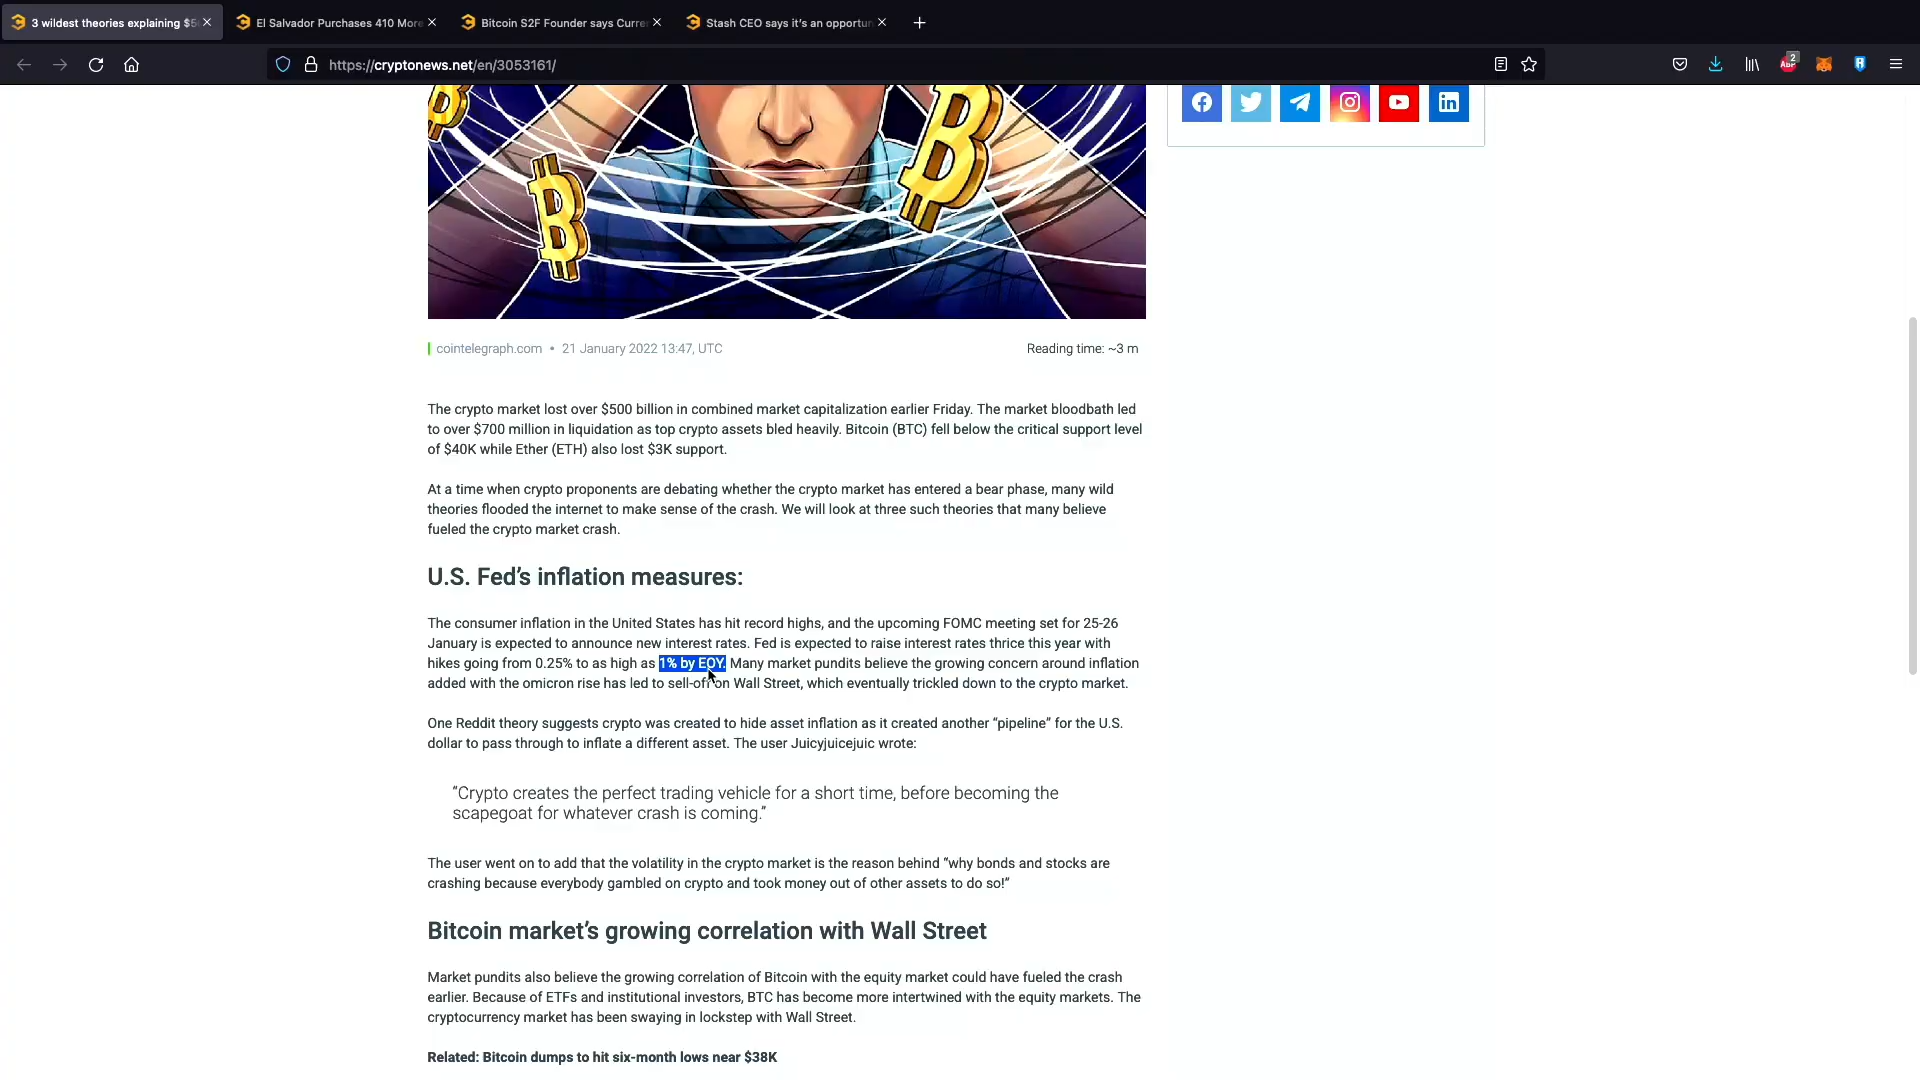 3 wildest theories explaining $5
El Salvador Purchases 410 More
Bitcoin S2F Founder says Curre
Stash CEO says it's an opportun
https://cryptonews.net/en/3053161/
2
cointelegraph.com • 21 January 2022 13:47, UTC
Reading time: ~3 m
The crypto market lost over $500 billion in combined market capitalization earlier Friday. The market bloodbath led
to over $700 million in liquidation as top crypto assets bled heavily. Bitcoin (BTC) fell below the critical support level
of $40K while Ether (ETH) also lost $3K support.
At a time when crypto proponents are debating whether the crypto market has entered a bear phase, many wild
theories flooded the internet to make sense of the crash. We will look at three such theories that many believe
fueled the crypto market crash.
U.S. Fed's inflation measures:
The consumer inflation in the United States has hit record highs, and the upcoming FOMC meeting set for 25-26
January is expected to announce new interest rates. Fed is expected to raise interest rates thrice this year with
hikes going from 0.25% to as high as 1% by EOY. Many market pundits believe the growing concern around inflation
added with the omicron rise has led to sell-off on Wall Street, which eventually trickled down to the crypto market.
One Reddit theory suggests crypto was created to hide asset inflation as it created another “pipeline” for the U.S.
dollar to pass through to inflate a different asset. The user Juicyjuicejuic wrote:
“Crypto creates the perfect trading vehicle for a short time, before becoming the
scapegoat for whatever crash is coming.”
The user went on to add that the volatility in the crypto market is the reason behind “why bonds and stocks are
crashing because everybody gambled on crypto and took money out of other assets to do so!”
Bitcoin market's growing correlation with Wall Street
Market pundits also believe the growing correlation of Bitcoin with the equity market could have fueled the crash
earlier. Because of ETFs and institutional investors, BTC has become more intertwined with the equity markets. The
cryptocurrency market has been swaying in lockstep with Wall Street.
Related: Bitcoin dumps to hit six-month lows near $38K